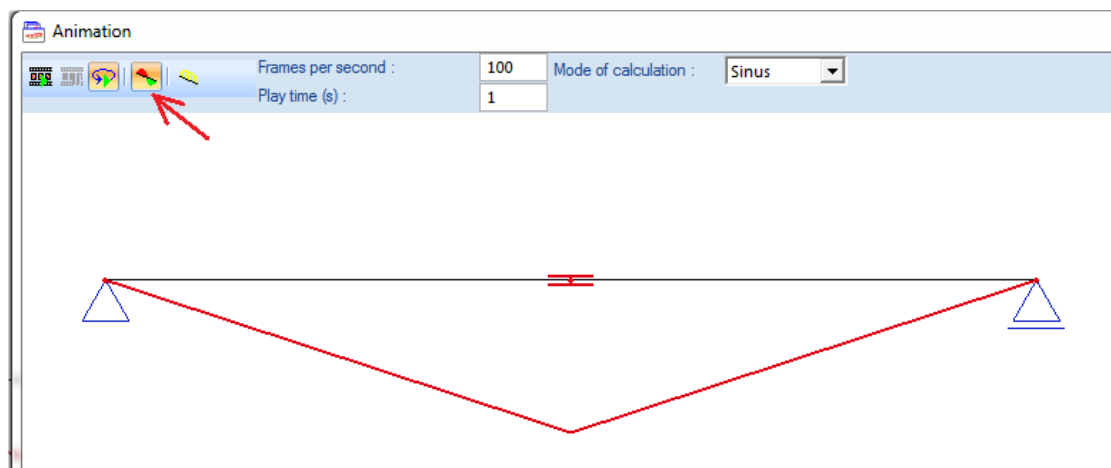 Animation
Frames per second : 100 Mode of calculation : Sinus
Play time (s) : 1